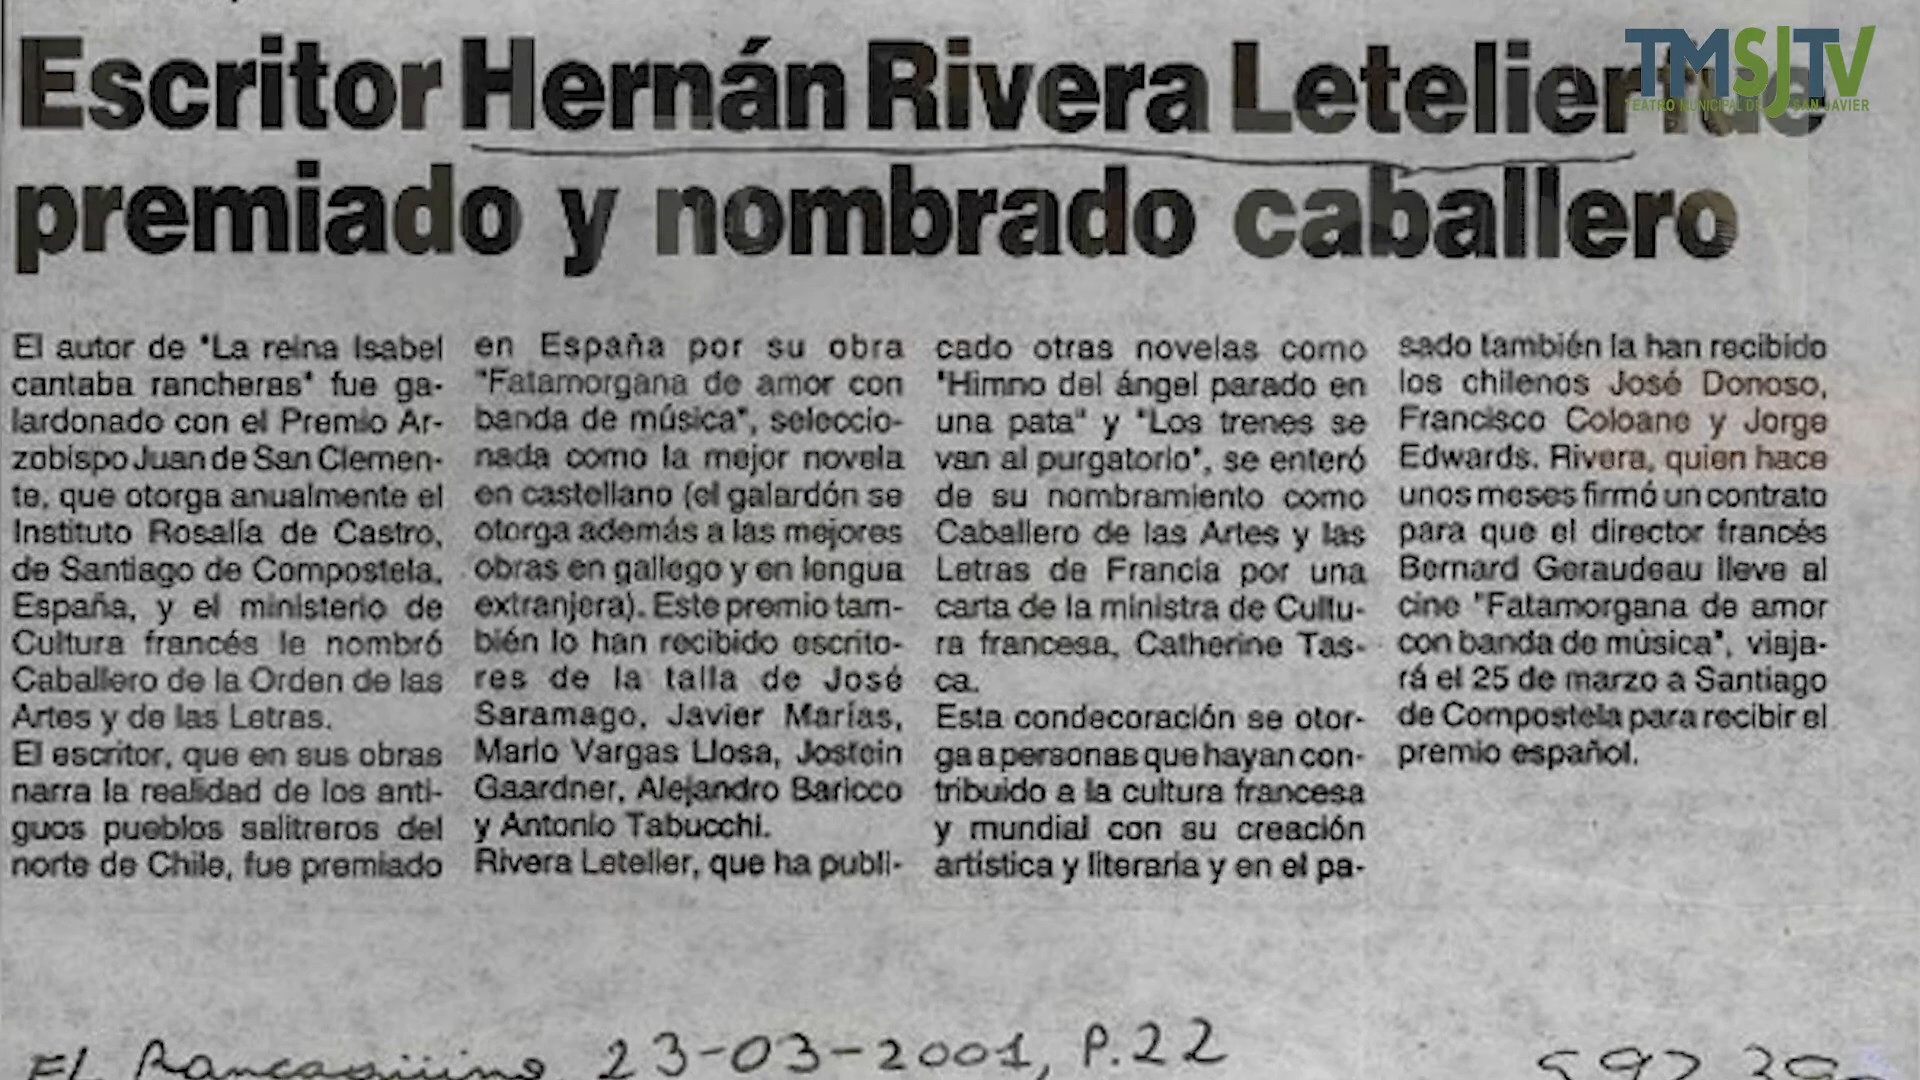 Escritor Hernán Rivera Letelier fue
premiado y nombrado caballero
TMSJTV
TEATRO MUNICIPAL DE SAN JAVIER
El autor de "La reina Isabel
cantaba rancheras" fue ga-
lardonado con el Premio Ar-
zobispo Juan de San Clemen-
te, que otorga anualmente el
Instituto Rosalía de Castro,
de Santiago de Compostela,
España, y el ministerio de
Cultura francés le nombró
Caballero de la Orden de las
Artes y de las Letras.
El escritor, que en sus obras
narra la realidad de los anti-
guos pueblos salitreros del
norte de Chile, fue premiado
en España por su obra
"Fatamorgana de amor con
banda de música", seleccio-
nada como la mejor novela
en castellano (el galardón se
otorga además a las mejores
obras en gallego y en lengua
extranjera). Este premio tam-
bién lo han recibido escrito-
res de la talla de José
Saramago, Javier Marías,
Mario Vargas Llosa, Jostein
Gaardner, Alejandro Baricco
y Antonio Tabucchi.
Rivera Letelier, que ha publi-
cado otras novelas como
"Himno del ángel parado en
una pata" y "Los trenes se
van al purgatorio", se enteró
de su nombramiento como
Caballero de las Artes y las
Letras de Francia por una
carta de la ministra de Cultu-
ra francesa, Catherine Tas-
ca.
Esta condecoración se otor-
ga a personas que hayan con-
tribuido a la cultura francesa
y mundial con su creación
artística y literaria y en el pa-
sado también la han recibido
los chilenos José Donoso,
Francisco Coloane y Jorge
Edwards. Rivera, quien hace
unos meses firmó un contrato
para que el director francés
Bernard Geraudeau lleve al
cine "Fatamorgana de amor
con banda de música", viaja-
rá el 25 de marzo a Santiago
de Compostela para recibir el
premio español.
El Rancagüino 23-03-2001, P.22